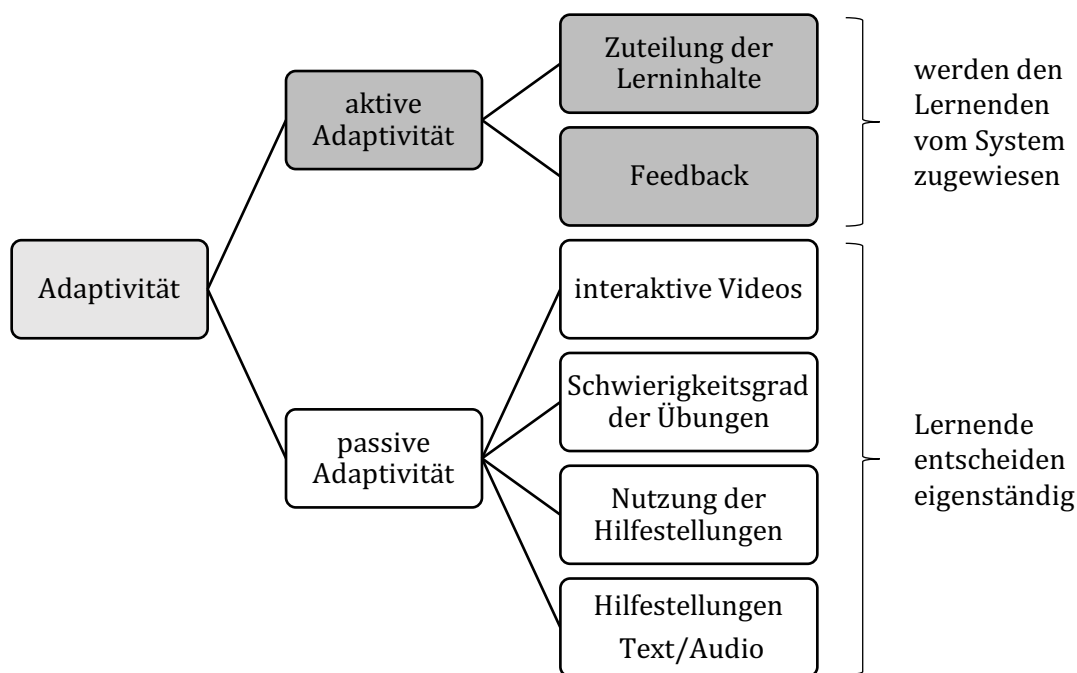 Adaptivität
aktive
Adaptivität
Zuteilung der
Lerninhalte
Feedback
werden den
Lernenden
vom System
zugewiesen
passive
Adaptivität
interaktive Videos
Schwierigkeitsgrad
der Übungen
Nutzung der
Hilfestellungen
Hilfestellungen
Text/Audio
Lernende
entscheiden
eigenständig